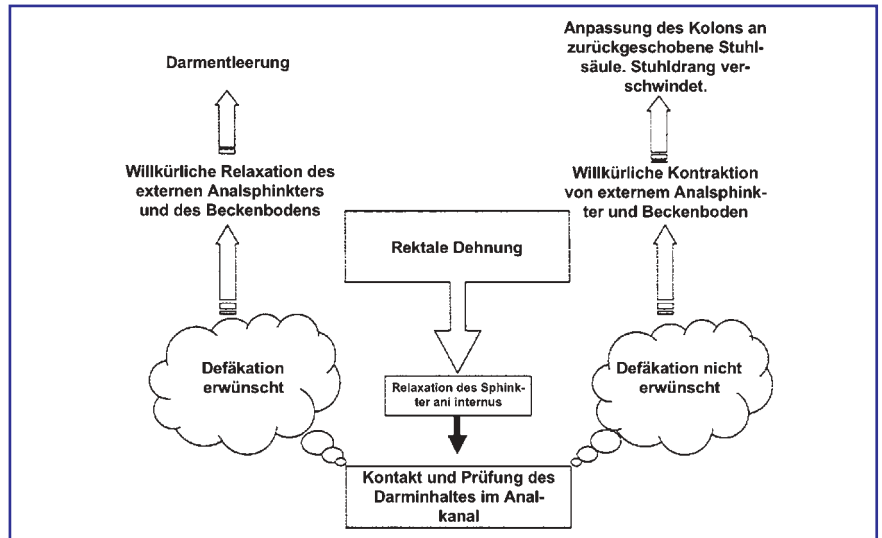 Darmentleerung
Anpassung des Kolons an
zurückgeschobene Stuhl-
säule. Stuhldrang ver-
schwindet.
Willkürliche Relaxation des
externen Analsphinkters
und des Beckenbodens
Willkürliche Kontraktion
von externem Analsphink-
ter und Beckenboden
Rektale Dehnung
Defäkation
erwünscht
Relaxation des Sphink-
ter ani internus
Defäkation nicht
erwünscht
Kontakt und Prüfung des
Darminhaltes im Anal-
kanal